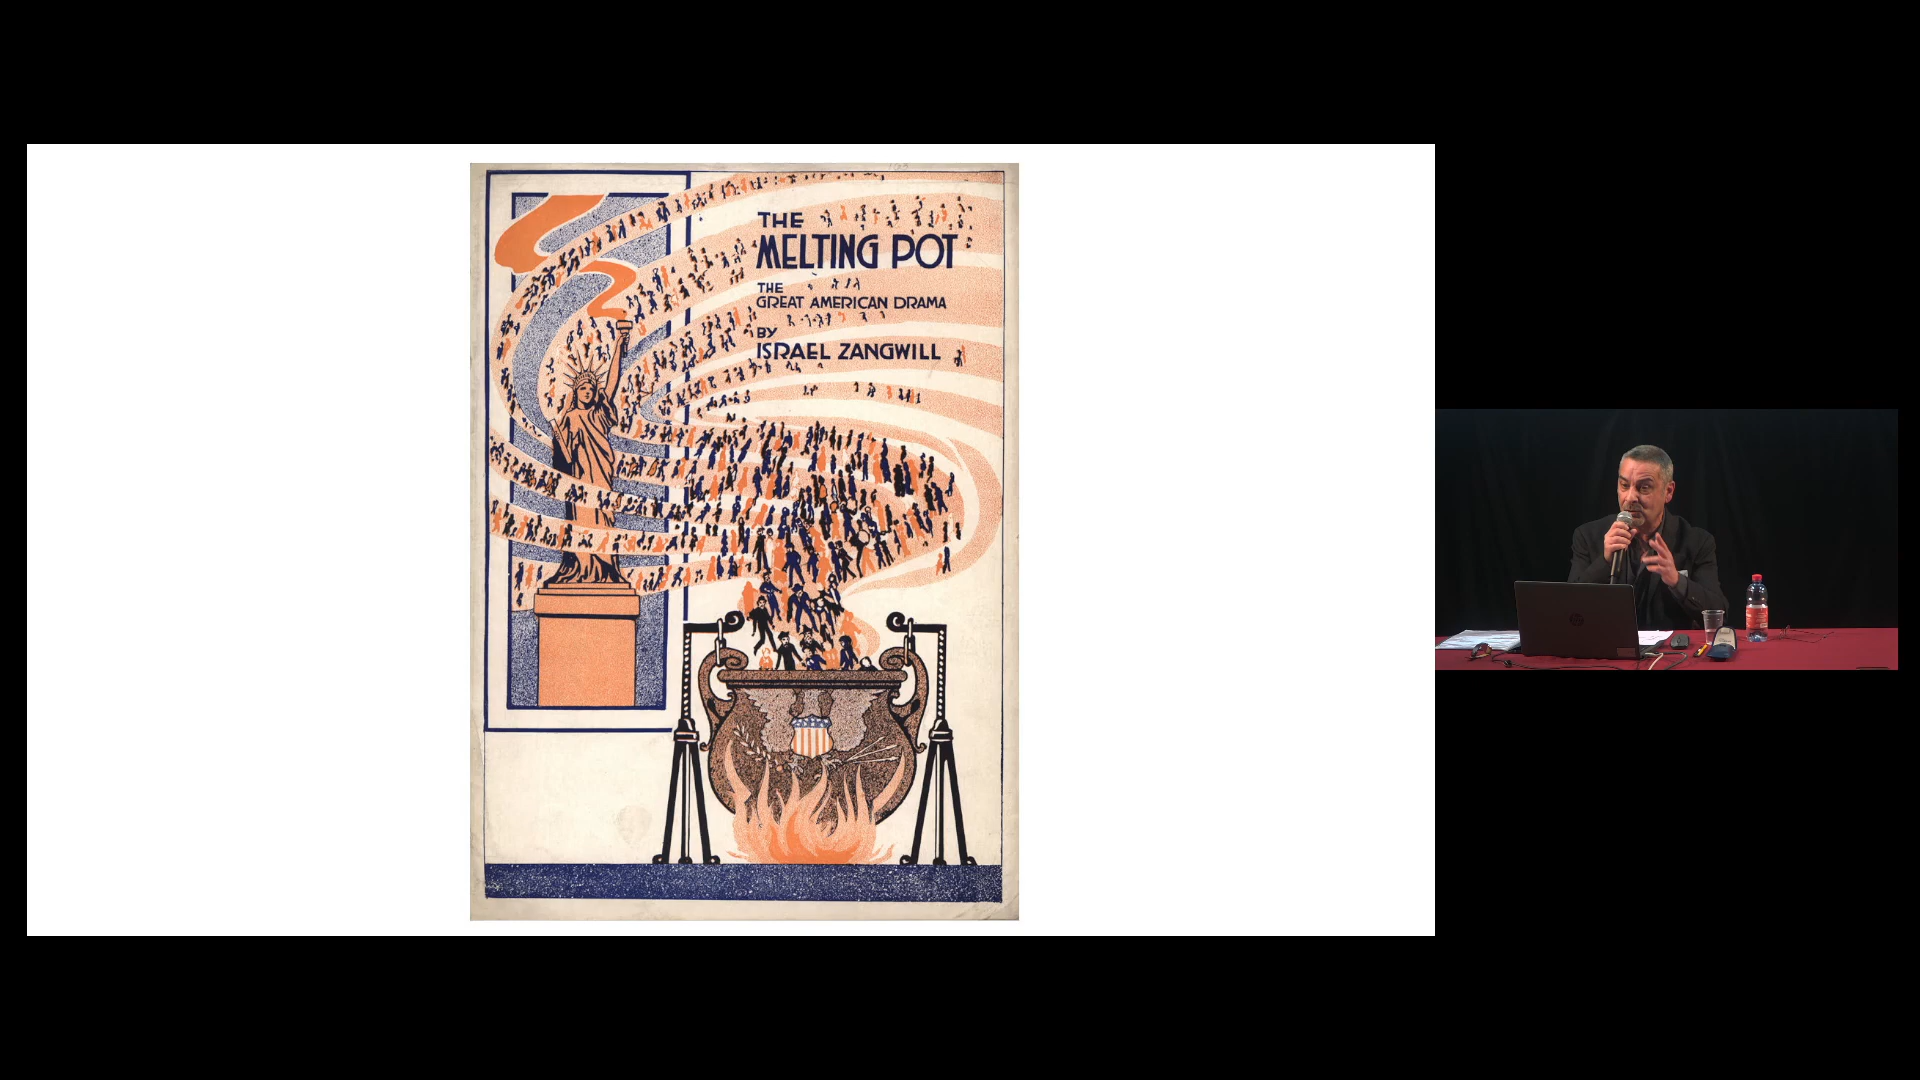 THE
MELTING POT
THE
GREAT AMERICAN DRAMA
BY
ISRAEL ZANGWILL